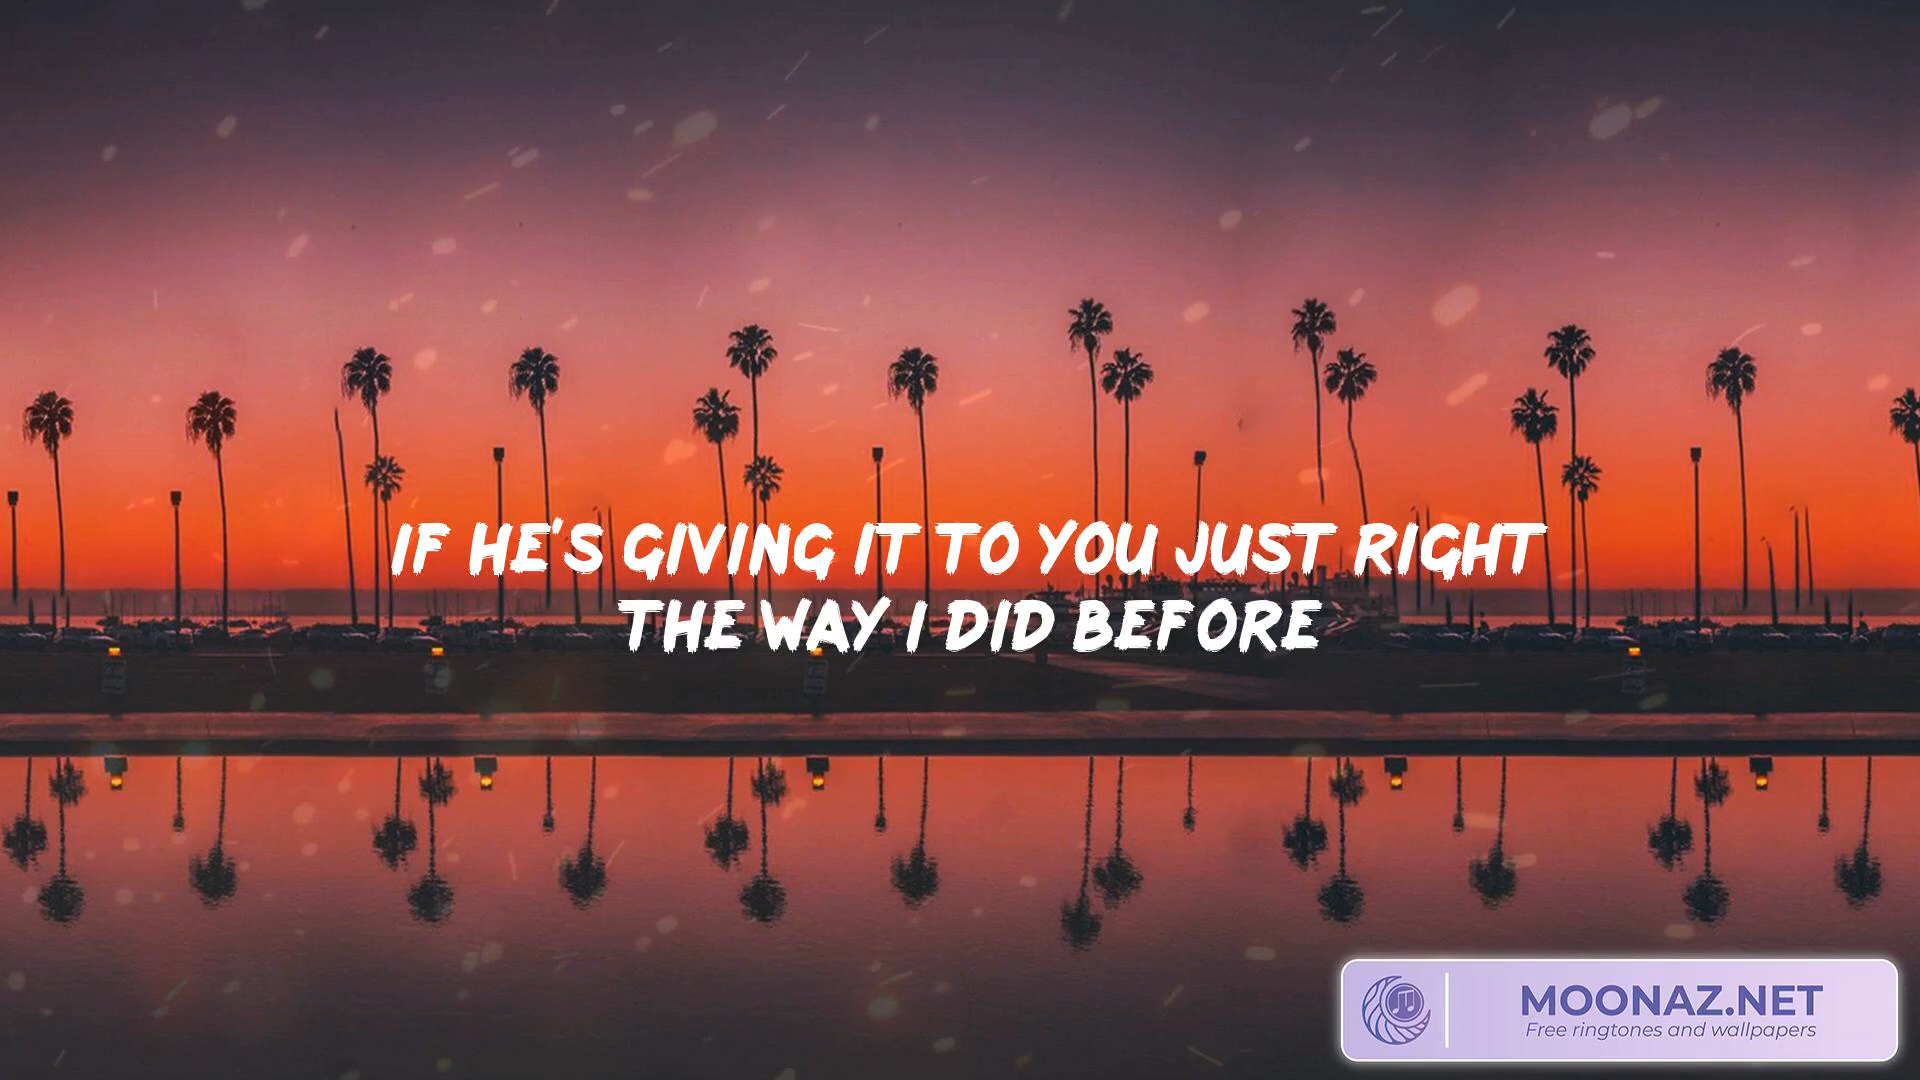 IF HE'S GIVING IT TO YOU JUST RIGHT
THE WAY I DID BEFORE
MOONAZ.NET
Free ringtones and wallpapers